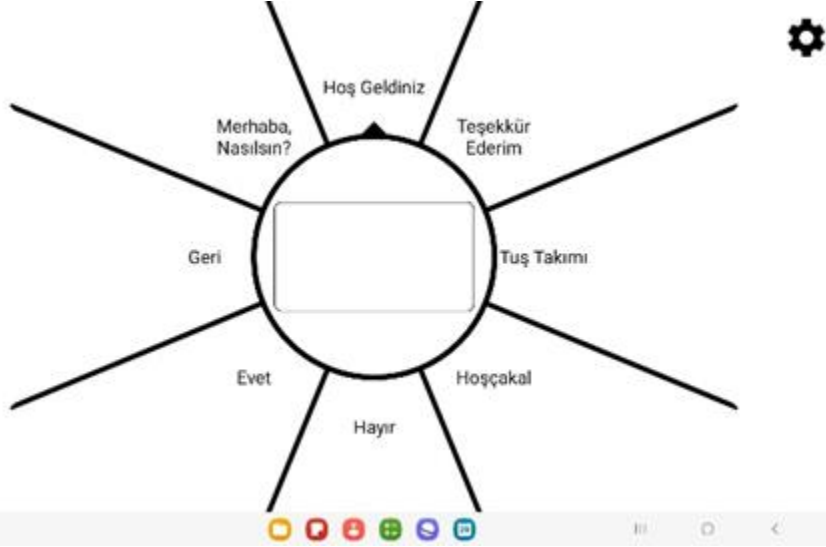 Hoş Geldiniz
Merhaba,
Nasılsın?
Teşekkür
Ederim
Geri
Tuş Takımı
Evet
Hoşçakal
Hayır